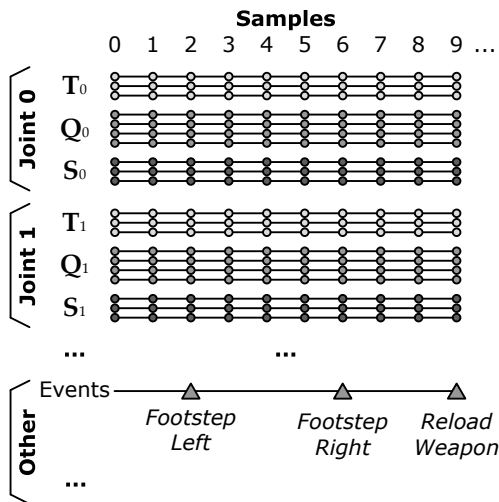 Samples
0 1 2 3 4 5 6 7 8 9 ...
Joint 0
T0
Q0
S0
Joint 1
T1
Q1
S1
... ...
Other
Events
Footstep Left
Footstep Right
Reload Weapon
...